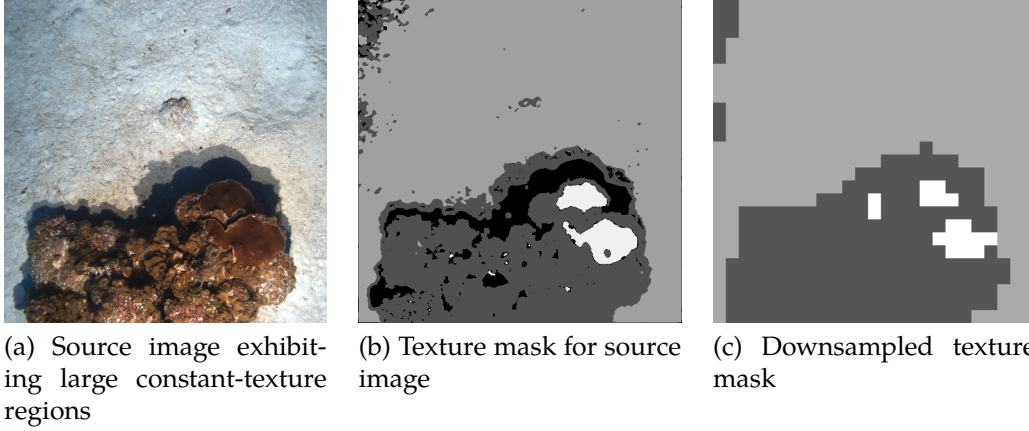 (a) Source image exhibit-
ing large constant-texture
regions
(b) Texture mask for source
image
(c) Downsampled texture
mask